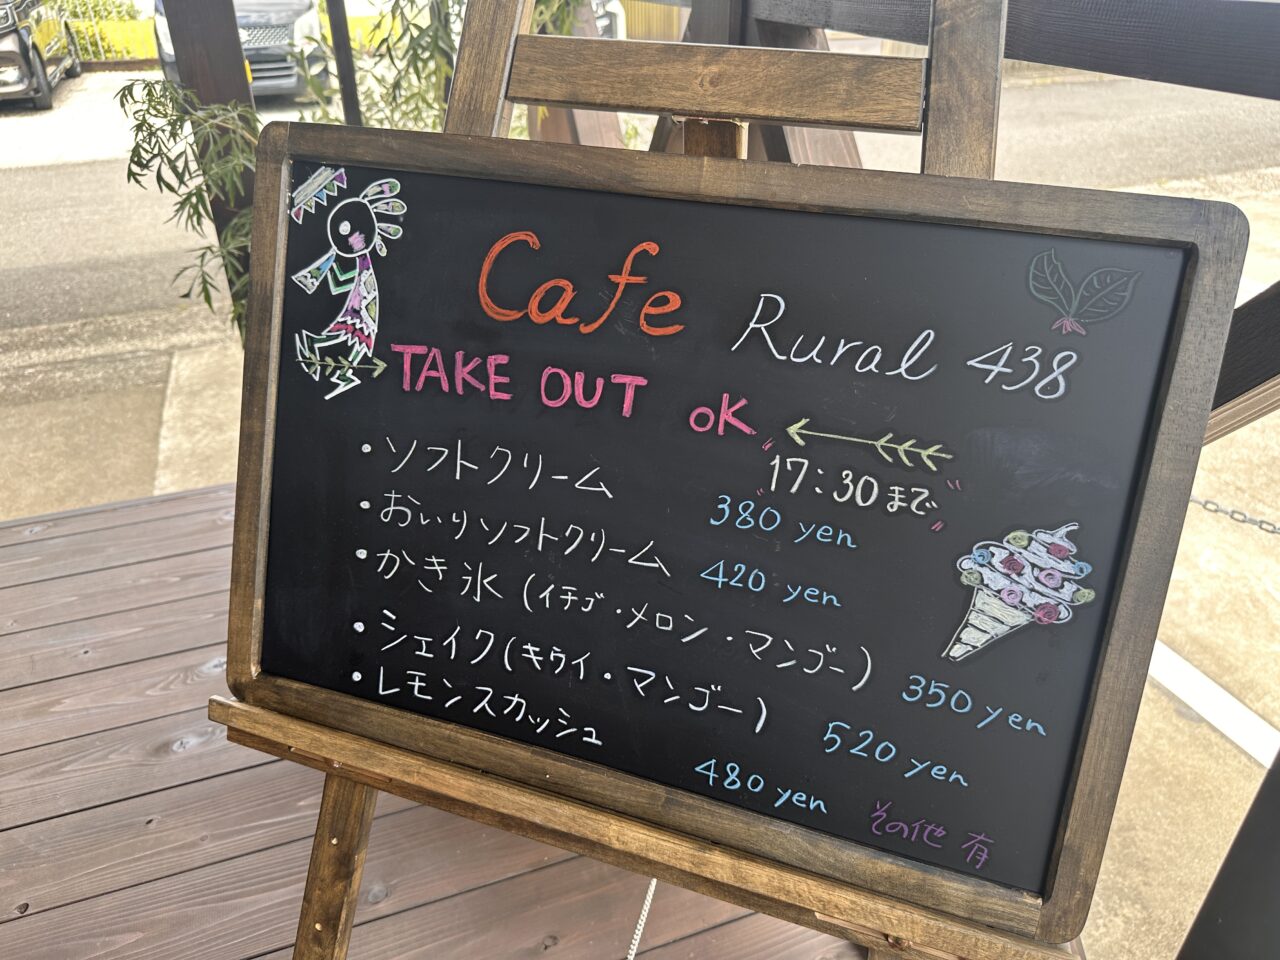 Cafe Rural 438
TAKE OUT OK
"17:30まで"
・ソフトクリーム 380 yen
・おいりソフトクリーム 420 yen
・かき氷(イチゴ・メロン・マンゴー) 350 yen
・シェイク(キウイ・マンゴー) 520 yen
・レモンスカッシュ 480 yen
その他 有